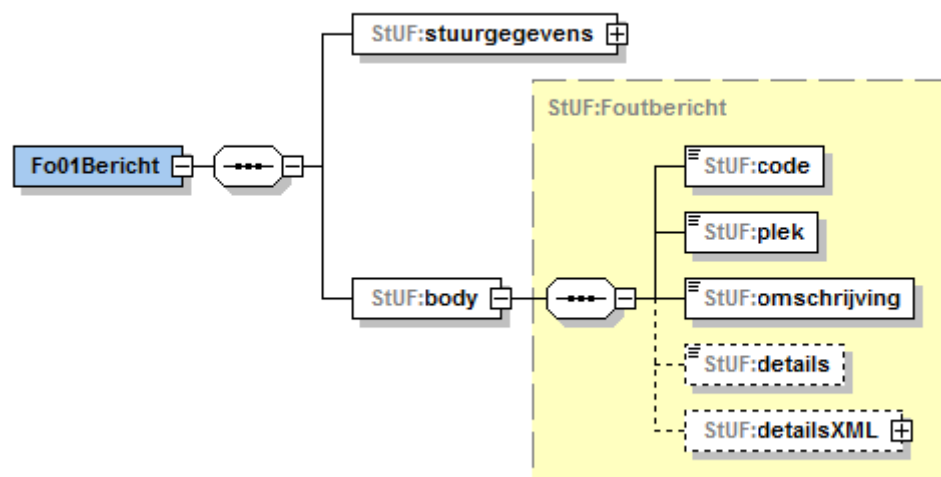 StUF:stuurgegevens
StUF:Foutbericht
Fo01Bericht
StUF:code
StUF:plek
StUF:body
StUF:omschrijving
StUF:details
StUF:detailsXML